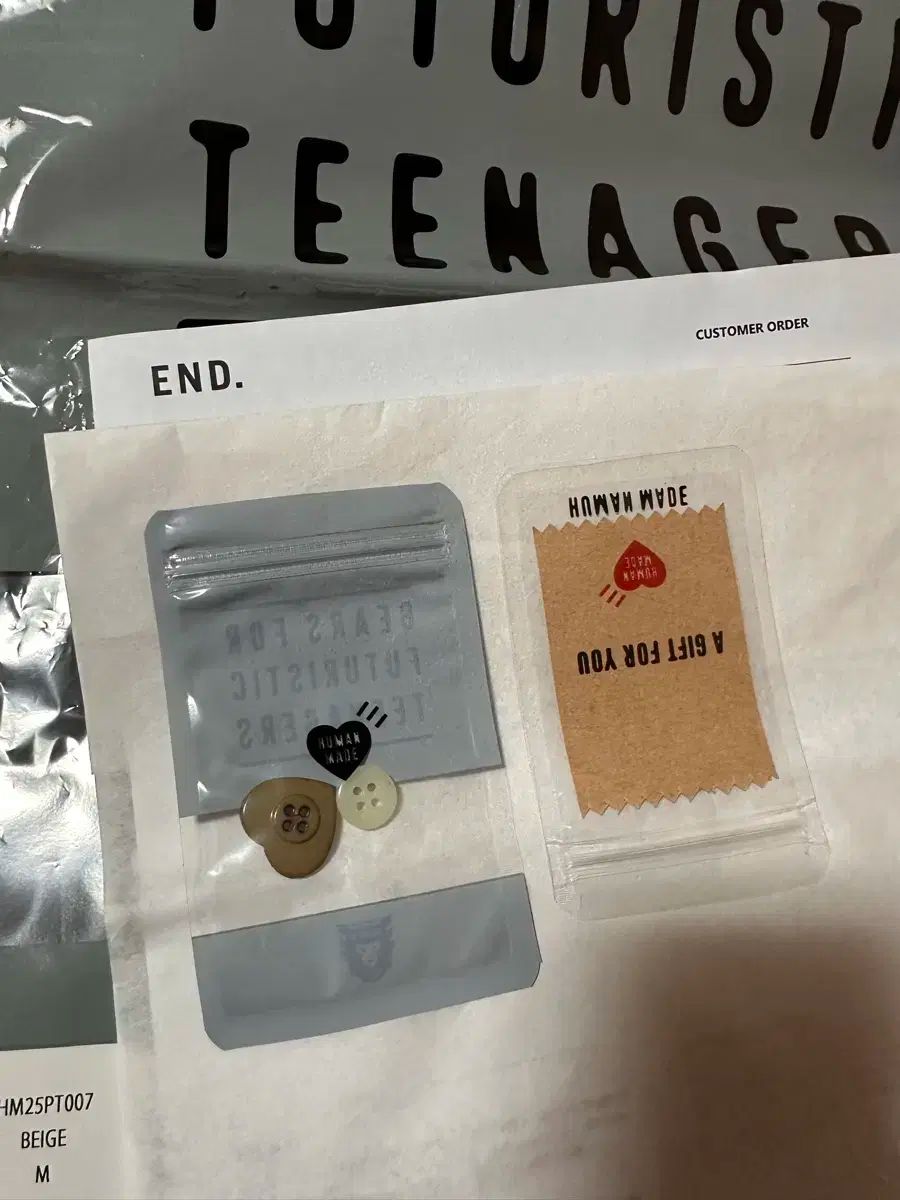 FUTURISTI
TEENAGER
END.
CUSTOMER ORDER
HUMAN MADE
HUMAN
MADE
A GIFT FOR YOU
GEARS FOR
FUTURISTIC
TEENAGERS
HUMAN
MADE
HM25PT007
BEIGE
M